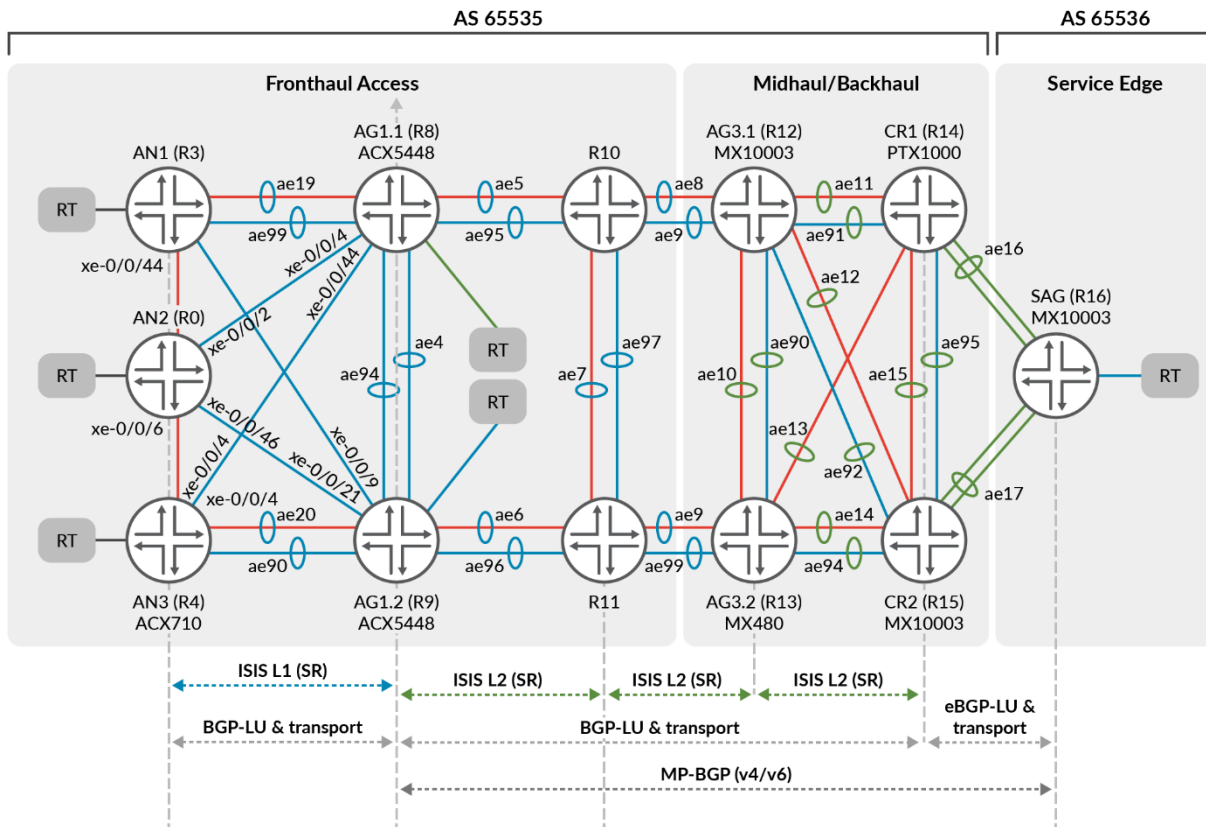 AS 65535
AS 65536
Fronthaul Access
Midhaul/Backhaul
Service Edge
AN1 (R3)
AG1.1 (R8)
ACX5448
R10
AG3.1 (R12)
MX10003
CR1 (R14)
PTX1000
RT
ae19
ae99
ae5
ae95
ae8
ae9
ae11
ae91
ae16
xe-0/0/44
xe-0/0/4
xe-0/0/44
xe-0/0/2
AN2 (R0)
RT
xe-0/0/6
ae12
SAG (R16)
MX10003
RT
ae94
ae4
RT
RT
ae7
ae97
ae10
ae90
ae15
ae95
ae13
ae92
ae17
xe-0/0/46
xe-0/0/21
xe-0/0/9
xe-0/0/4
xe-0/0/4
RT
ae20
ae90
ae6
ae96
ae9
ae99
ae14
ae94
AN3 (R4)
ACX710
AG1.2 (R9)
ACX5448
R11
AG3.2 (R13)
MX480
CR2 (R15)
MX10003
ISIS L1 (SR)
ISIS L2 (SR)
ISIS L2 (SR)
ISIS L2 (SR)
BGP-LU & transport
BGP-LU & transport
eBGP-LU &
transport
MP-BGP (v4/v6)